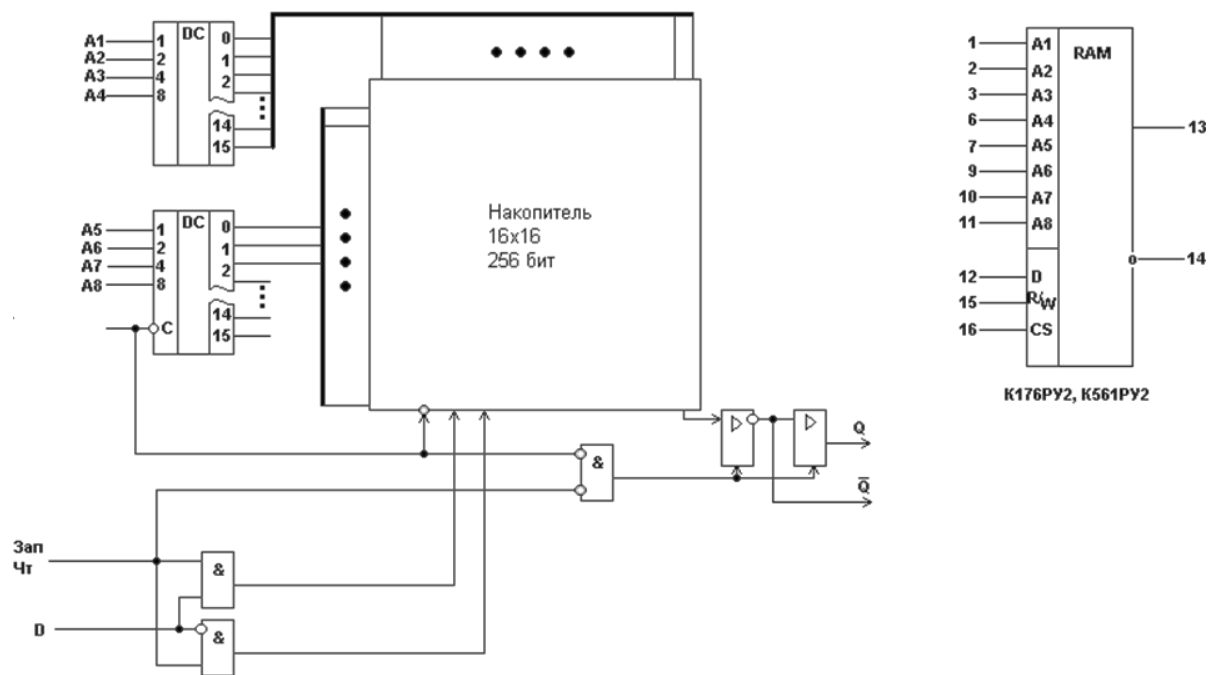 A1
A2
A3
A4
1
2
4
8
DC
0
1
2
14
15
A5
A6
A7
A8
1
2
4
8
C
DC
0
1
2
14
15
Накопитель
16x16
256 бит
&
Q
Q̅
Зап
Чт
&
D
&
1 A1 RAM
2 A2
3 A3 13
6 A4
7 A5
9 A6
10 A7
11 A8
14
12 D
15 R/W
16 CS
К176РУ2, К561РУ2